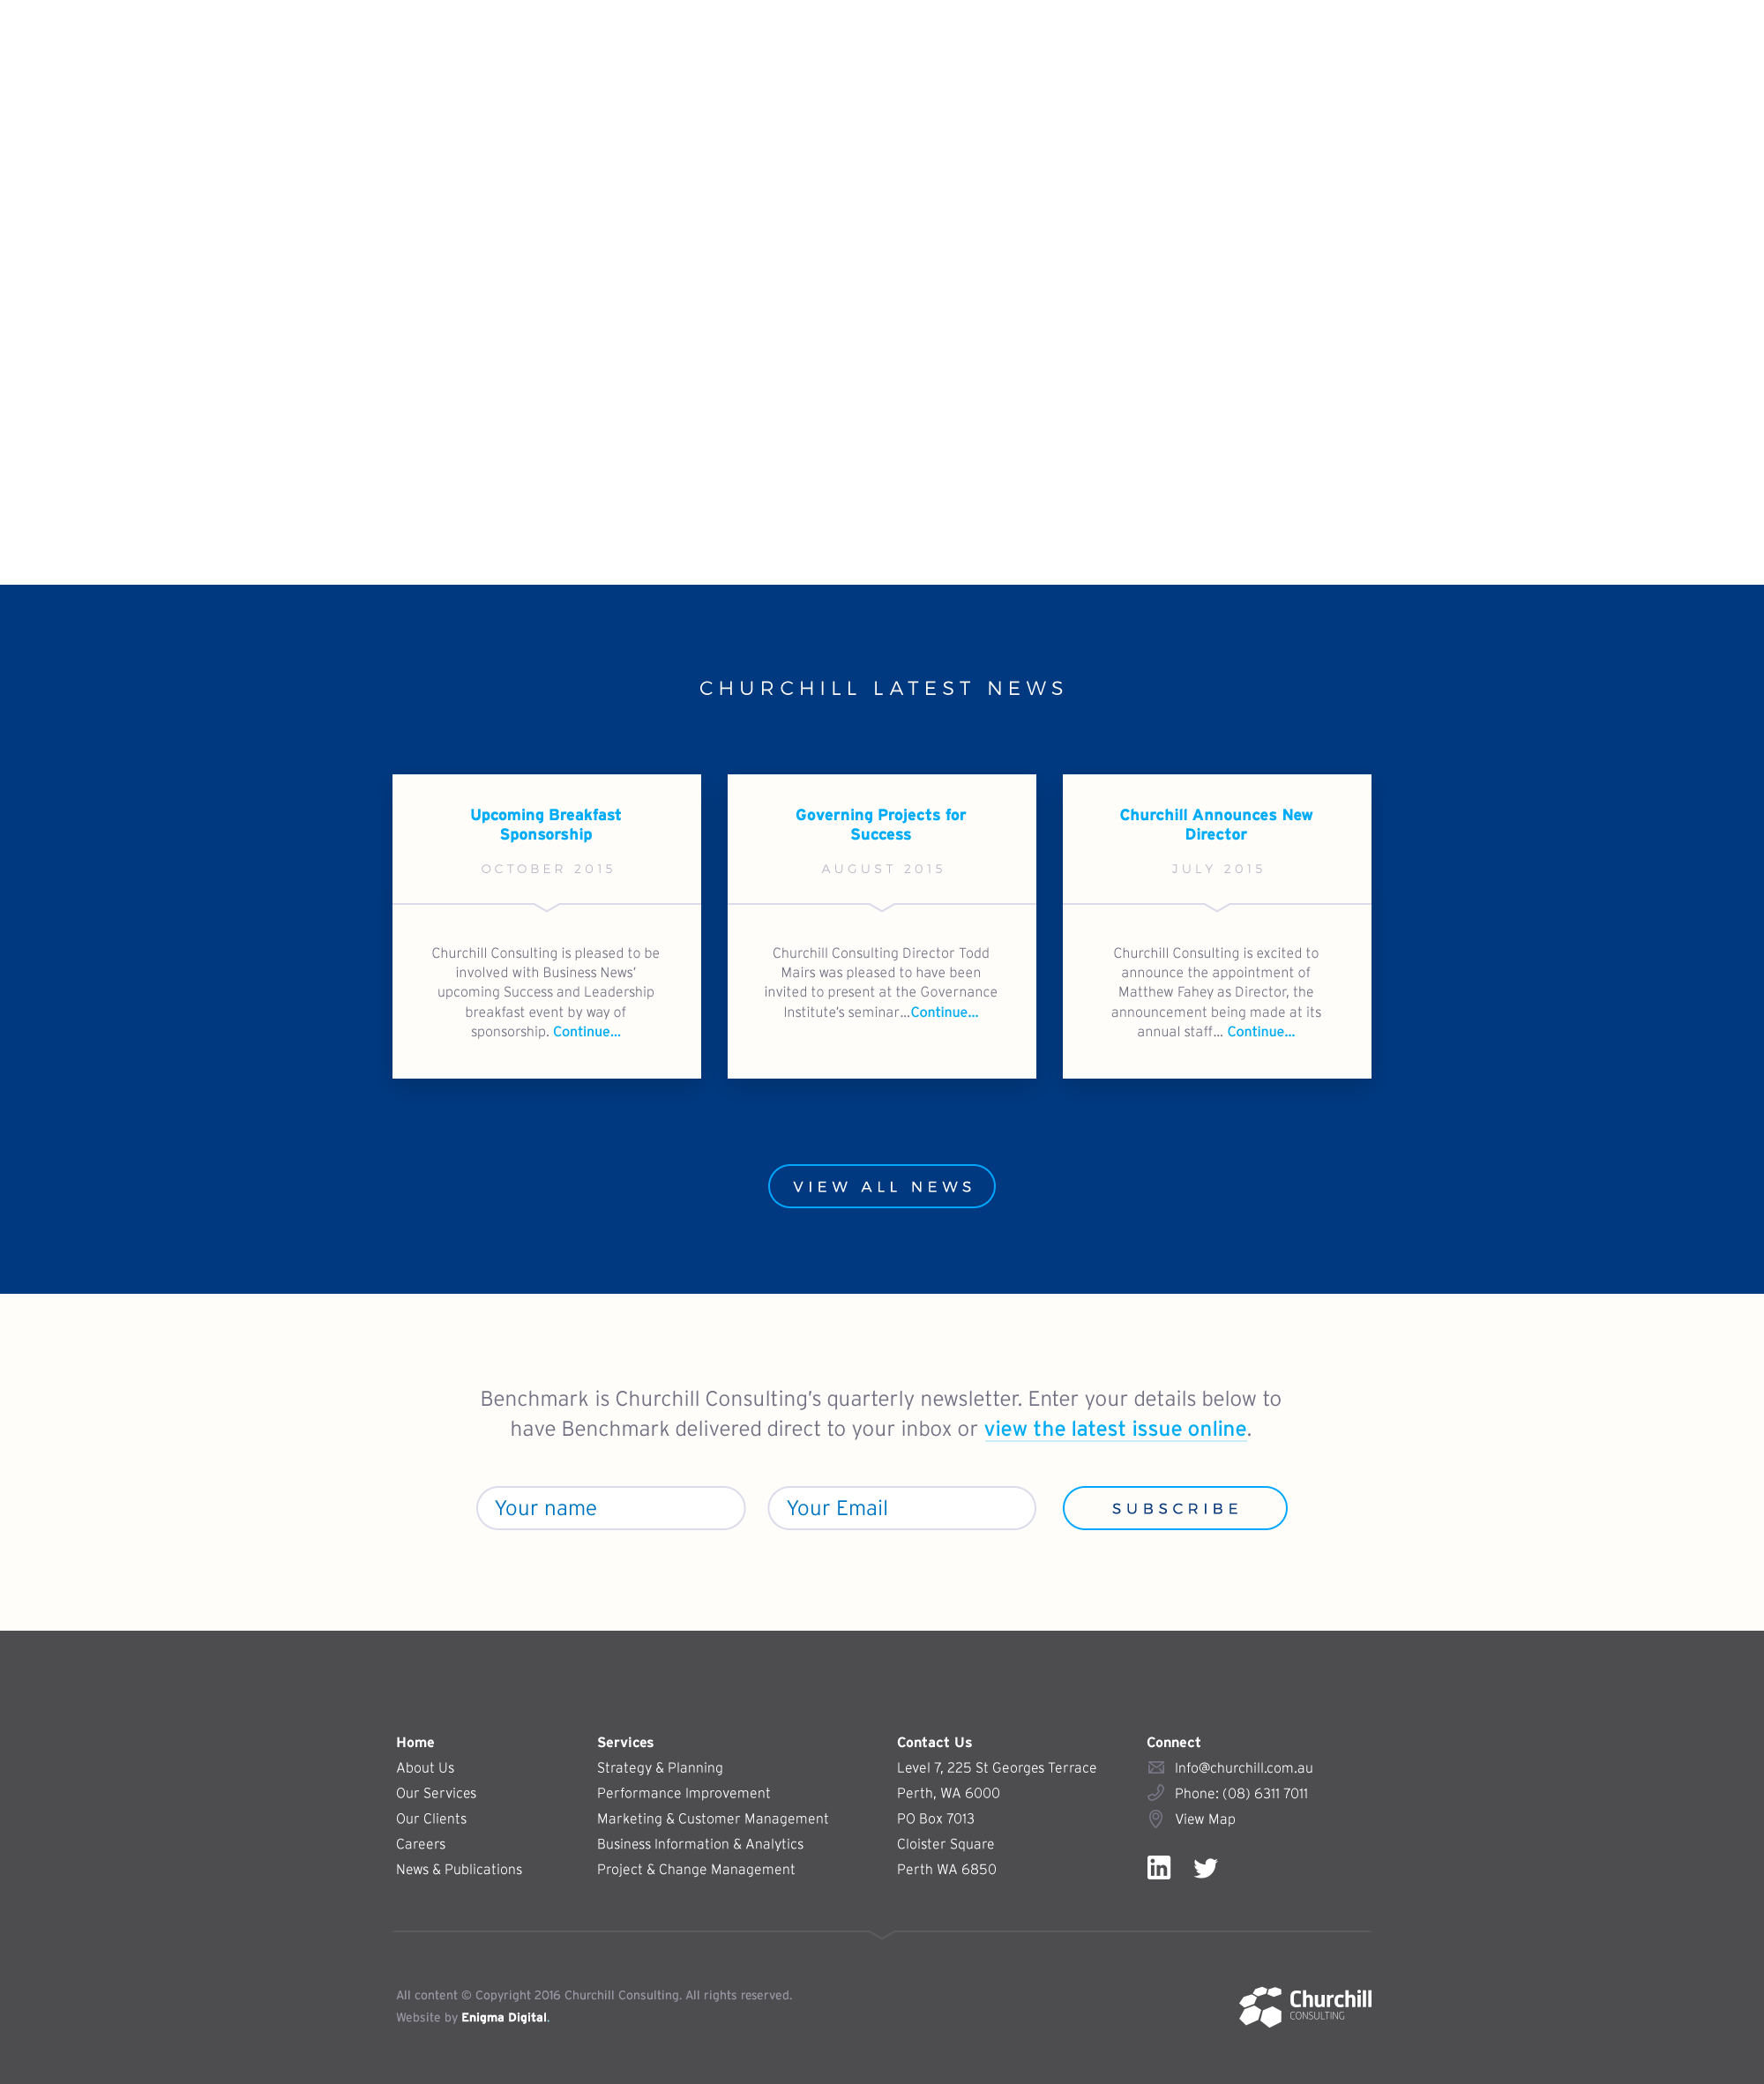 CHURCHILL LATEST NEWS
Upcoming Breakfast
Sponsorship
OCTOBER 2015
Churchill Consulting is pleased to be
involved with Business News’
upcoming Success and Leadership
breakfast event by way of
sponsorship. Continue...
Governing Projects for
Success
AUGUST 2015
Churchill Consulting Director Todd
Mairs was pleased to have been
invited to present at the Governance
Institute’s seminar...Continue...
Churchill Announces New
Director
JULY 2015
Churchill Consulting is excited to
announce the appointment of
Matthew Fahey as Director, the
announcement being made at its
annual staff... Continue...
VIEW ALL NEWS
Benchmark is Churchill Consulting’s quarterly newsletter. Enter your details below to
have Benchmark delivered direct to your inbox or view the latest issue online.
Your name
Your Email
SUBSCRIBE
Home
About Us
Our Services
Our Clients
Careers
News & Publications
Services
Strategy & Planning
Performance Improvement
Marketing & Customer Management
Business Information & Analytics
Project & Change Management
Contact Us
Level 7, 225 St Georges Terrace
Perth, WA 6000
PO Box 7013
Cloister Square
Perth WA 6850
Connect
Info@churchill.com.au
Phone: (08) 6311 7011
View Map
in
All content © Copyright 2016 Churchill Consulting. All rights reserved.
Website by Enigma Digital.
Churchill
CONSULTING